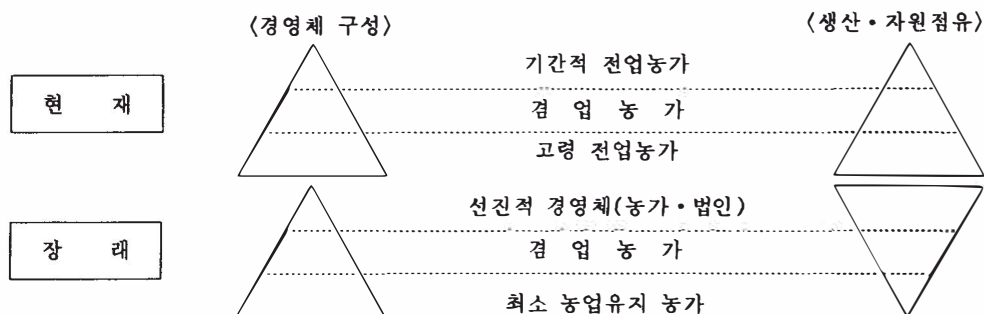 〈경영체 구성〉 〈생산·자원점유〉
기간적 전업농가
현 재
겸 업 농 가
고령 전업농가
선진적 경영체(농가·법인)
장 래
겸 업 농 가
최소 농업유지 농가